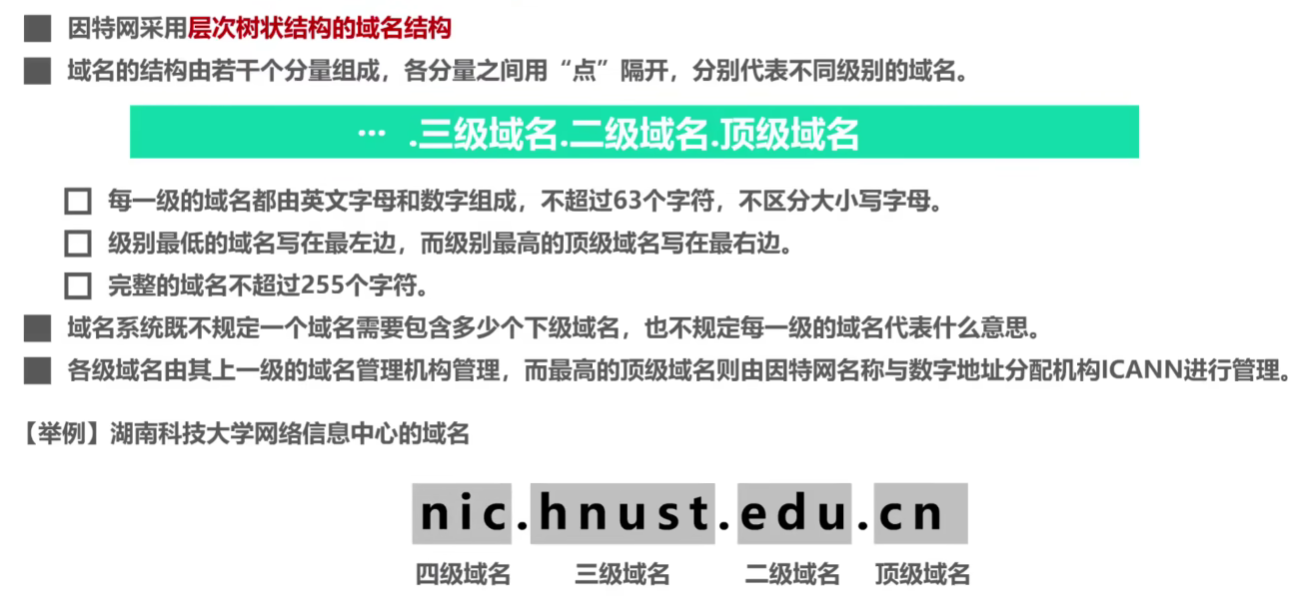 因特网采用层次树状结构的域名结构
域名的结构由若干个分量组成，各分量之间用“点”隔开，分别代表不同级别的域名。
… .三级域名.二级域名.顶级域名
每一级的域名都由英文字母和数字组成，不超过63个字符，不区分大小写字母。
级别最低的域名写在最左边，而级别最高的顶级域名写在最右边。
完整的域名不超过255个字符。
域名系统既不规定一个域名需要包含多少个下级域名，也不规定每一级的域名代表什么意思。
各级域名由其上一级的域名管理机构管理，而最高的顶级域名则由因特网名称与数字地址分配机构ICANN进行管理。
【举例】湖南科技大学网络信息中心的域名
nic.hnust.edu.cn
四级域名 三级域名 二级域名 顶级域名